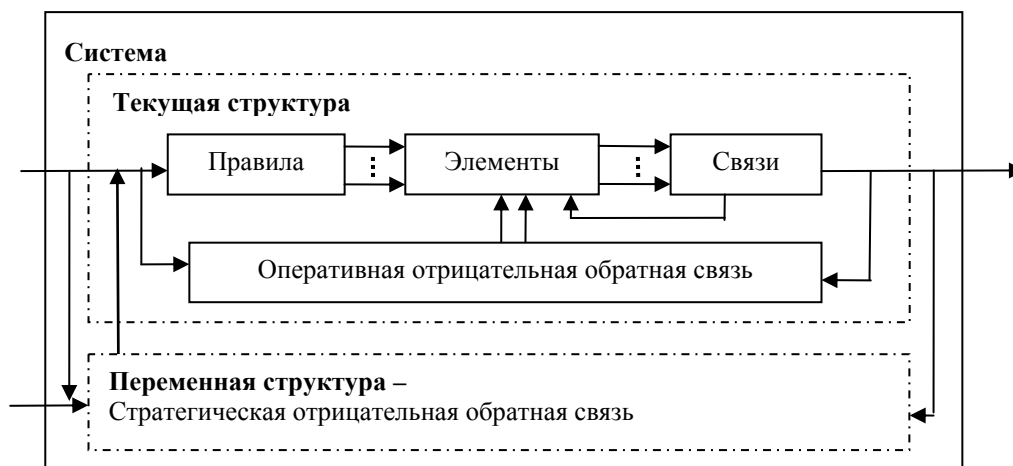 Система
Текущая структура
Правила
Элементы
Связи
Оперативная отрицательная обратная связь
Переменная структура –
Стратегическая отрицательная обратная связь